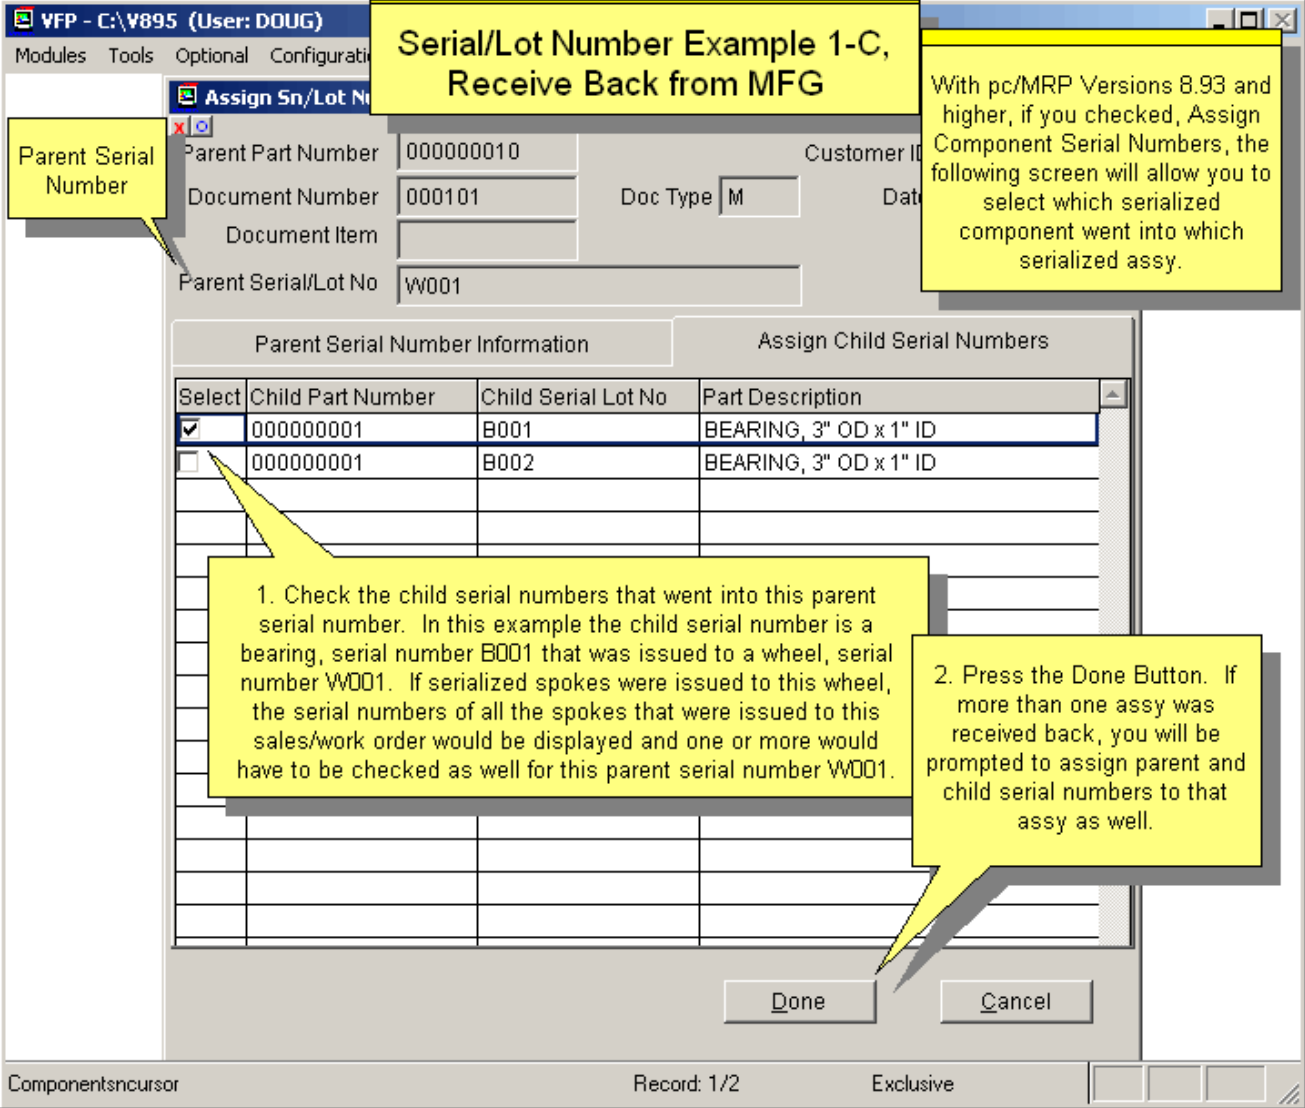 VFP - C:\V895 (User: DOUG)
Serial/Lot Number Example 1-C,
Receive Back from MFG
Modules Tools Optional Configurati
With pc/MRP Versions 8.93 and
higher, if you checked, Assign
Component Serial Numbers, the
following screen will allow you to
select which serialized
component went into which
serialized assy.
Assign Sn/Lot N
Parent Serial
Number
Parent Part Number 000000010 Customer I
Document Number 000101 Doc Type M Dat
Document Item
Parent Serial/Lot No W001
Parent Serial Number Information Assign Child Serial Numbers
Select Child Part Number Child Serial Lot No Part Description
000000001 B001 BEARING, 3" OD x 1" ID
000000001 B002 BEARING, 3" OD x 1" ID
1. Check the child serial numbers that went into this parent
serial number. In this example the child serial number is a
bearing, serial number B001 that was issued to a wheel, serial
number W001. If serialized spokes were issued to this wheel,
the serial numbers of all the spokes that were issued to this
sales/work order would be displayed and one or more would
have to be checked as well for this parent serial number W001.
2. Press the Done Button. If
more than one assy was
received back, you will be
prompted to assign parent and
child serial numbers to that
assy as well.
Done Cancel
Componentsncursor Record: 1/2 Exclusive